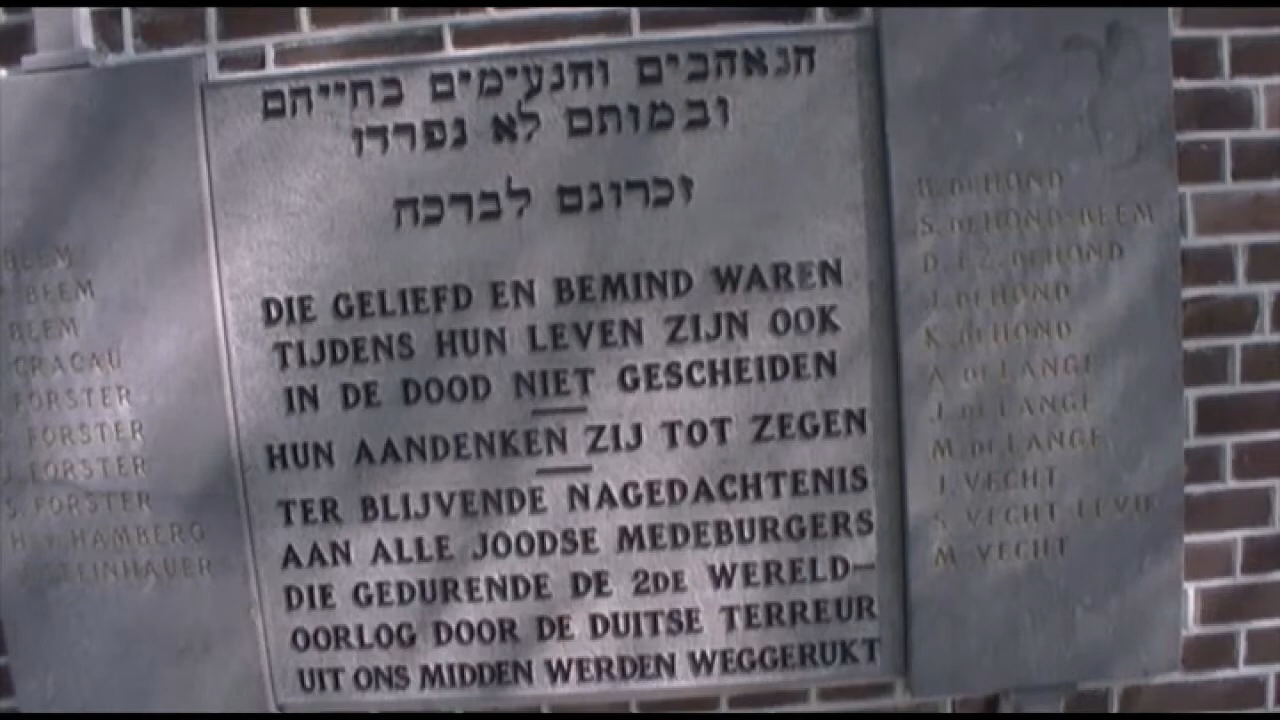 הנאהבים והנעימים בחייהם
ובמותם לא נפרדו
זכרונם לברכה
DIE GELIEFD EN BEMIND WAREN
TIJDENS HUN LEVEN ZIJN OOK
IN DE DOOD NIET GESCHEIDEN
HUN AANDENKEN ZIJ TOT ZEGEN
TER BLIJVENDE NAGEDACHTENIS
AAN ALLE JOODSE MEDEBURGERS
DIE GEDURENDE DE 2DE WERELD-
OORLOG DOOR DE DUITSE TERREUR
UIT ONS MIDDEN WERDEN WEGGERUKT
BEEM
BEEM
BEEM
CRACAU
FORSTER
FORSTER
J. FORSTER
S. FORSTER
H. v. HAMBERG
DE HOND
S. DE HOND-BEEM
D. DE HOND
J. DE HOND
K. DE HOND
A. DE LANGE
J. DE LANGE
M. DE LANGE
J. VECHT
S. VECHT-LEVIE
M. VECHT